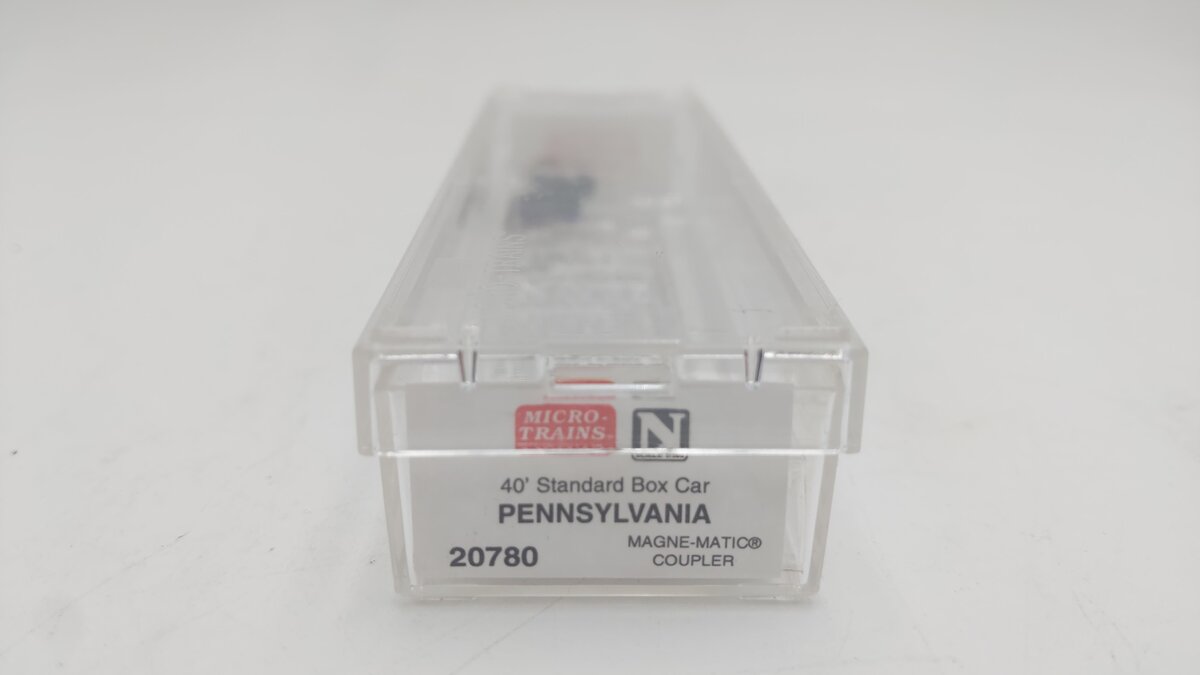 MICRO-
TRAINS
N
40' Standard Box Car
PENNSYLVANIA
20780
MAGNE-MATIC®
COUPLER